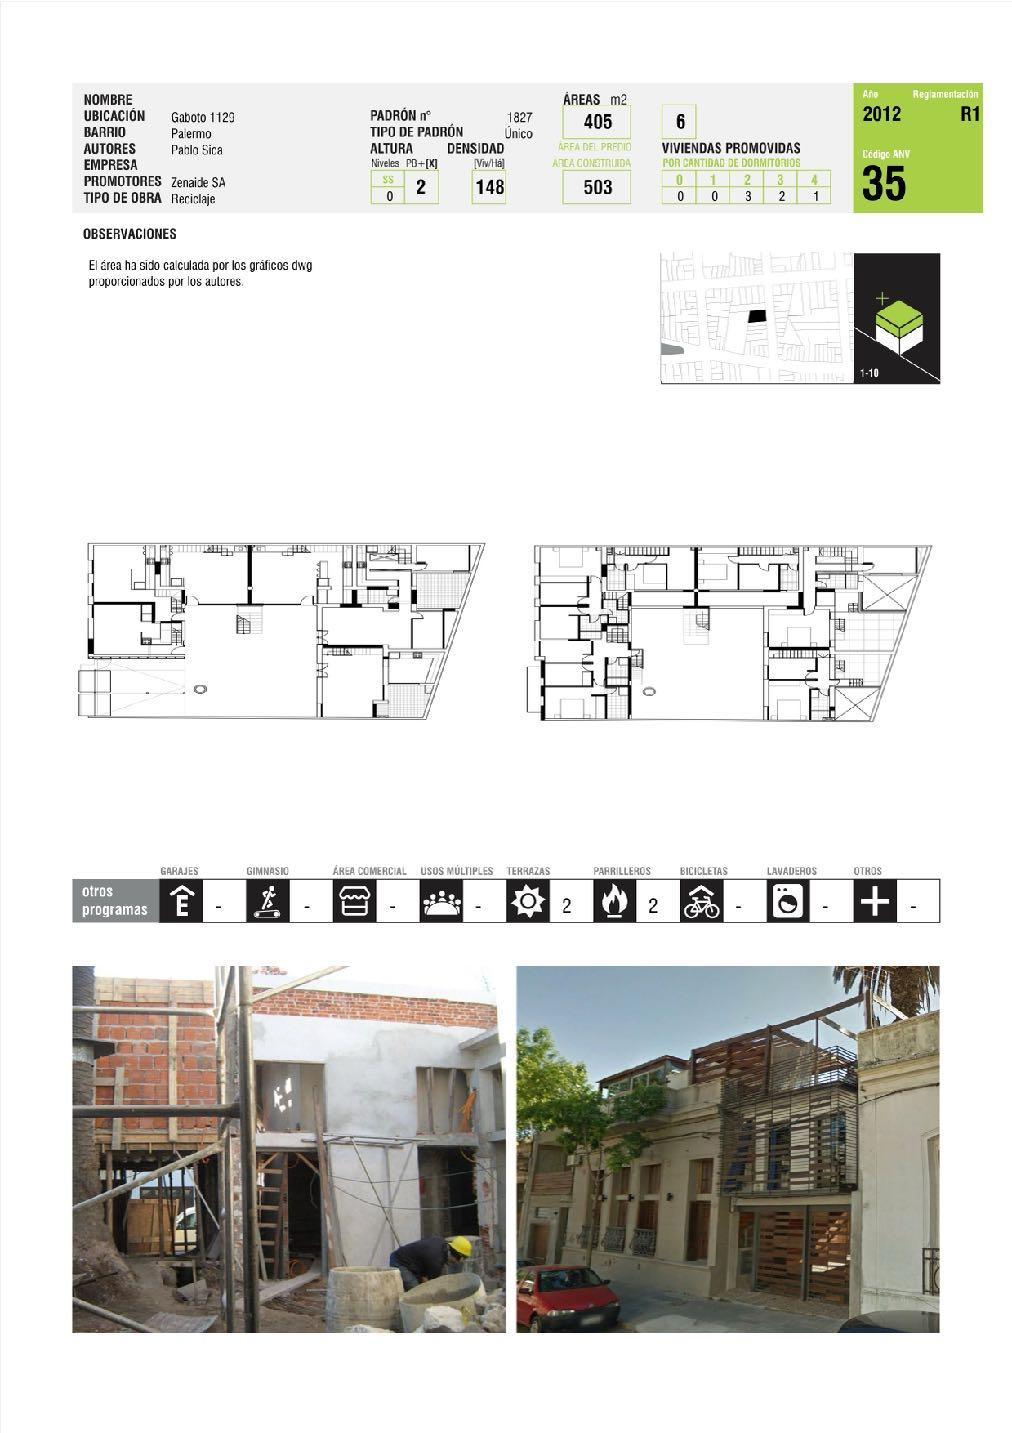 NOMBRE
UBICACIÓN Gaboto 1129
BARRIO Palermo
AUTORES Pablo Sica
EMPRESA
PROMOTORES Zenaide SA
TIPO DE OBRA Reciclaje
PADRÓN nº 1827
TIPO DE PADRÓN Único
ALTURA DENSIDAD
Niveles PB+[X] [Viv/Há]
SS 2 148
0
ÁREAS m2
405
ÁREA DEL PREDIO
ÁREA CONSTRUIDA
503
6
VIVIENDAS PROMOVIDAS
POR CANTIDAD DE DORMITORIOS
0 1 2 3 4
0 0 3 2 1
Año Reglamentación
2012 R1
Código ANV
35
OBSERVACIONES
El área ha sido calculada por los gráficos dwg
proporcionados por los autores.
1-10
GARAJES GIMNASIO ÁREA COMERCIAL USOS MÚLTIPLES TERRAZAS PARRILLEROS BICICLETAS LAVADEROS OTROS
otros
programas
E - - - - 2 2 - - -